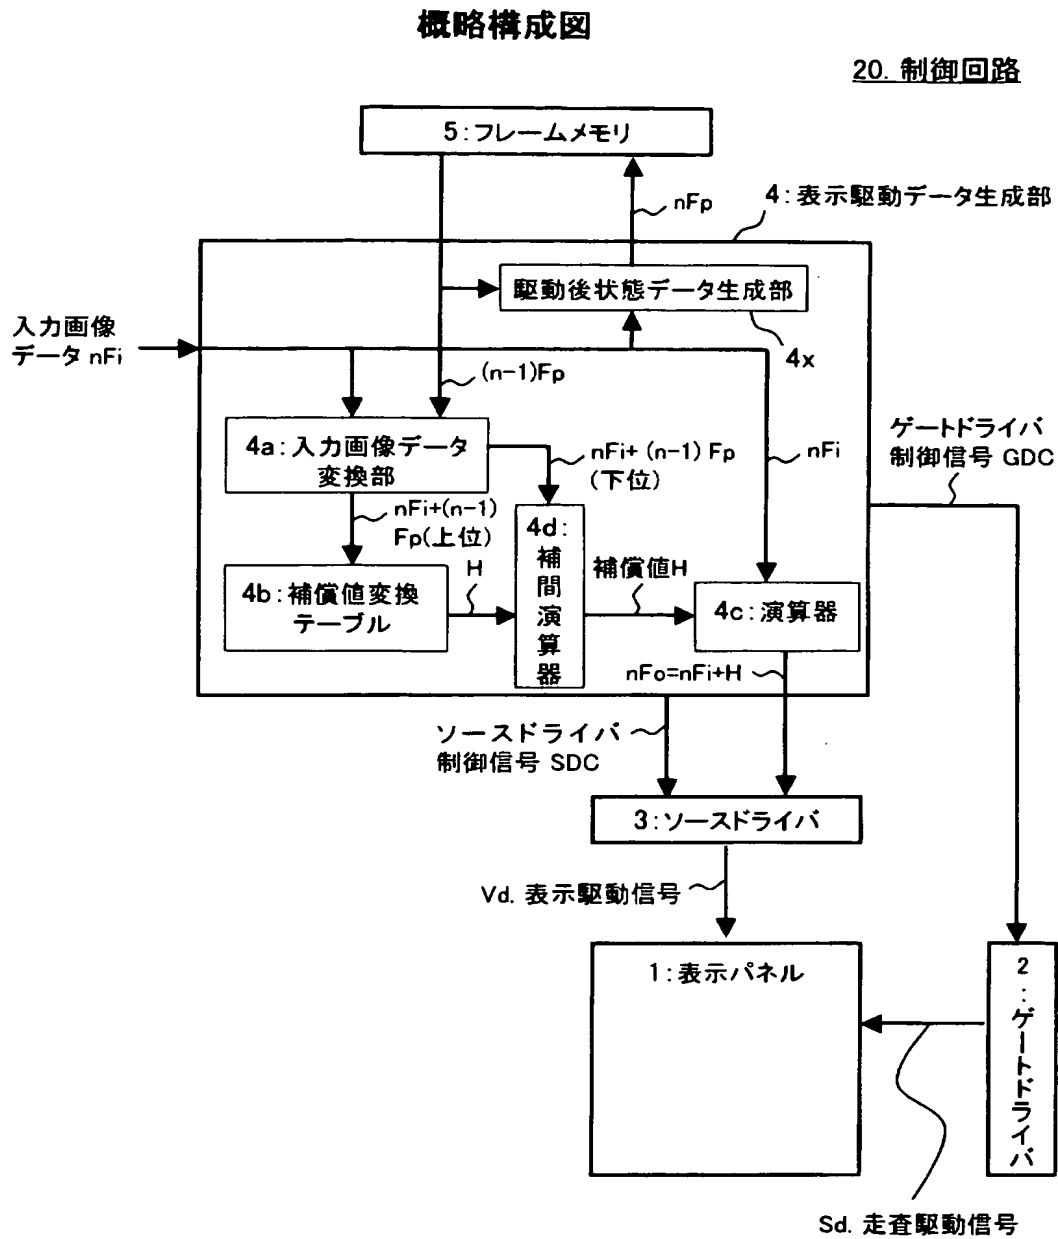 概略構成図
20. 制御回路
5:フレームメモリ
nFp
4:表示駆動データ生成部
駆動後状態データ生成部
4x
入力画像
データ nFi
(n-1)Fp
4a:入力画像データ
変換部
nFi+(n-1) Fp
(下位)
nFi
ゲートドライバ
制御信号 GDC
nFi+(n-1)
Fp(上位)
4b:補償値変換
テーブル
H
4d:
補
間
演
算
器
補償値H
4c:演算器
nFo=nFi+H
ソースドライバ
制御信号 SDC
3:ソースドライバ
Vd. 表示駆動信号
1:表示パネル
2:ゲートドライバ
Sd. 走査駆動信号